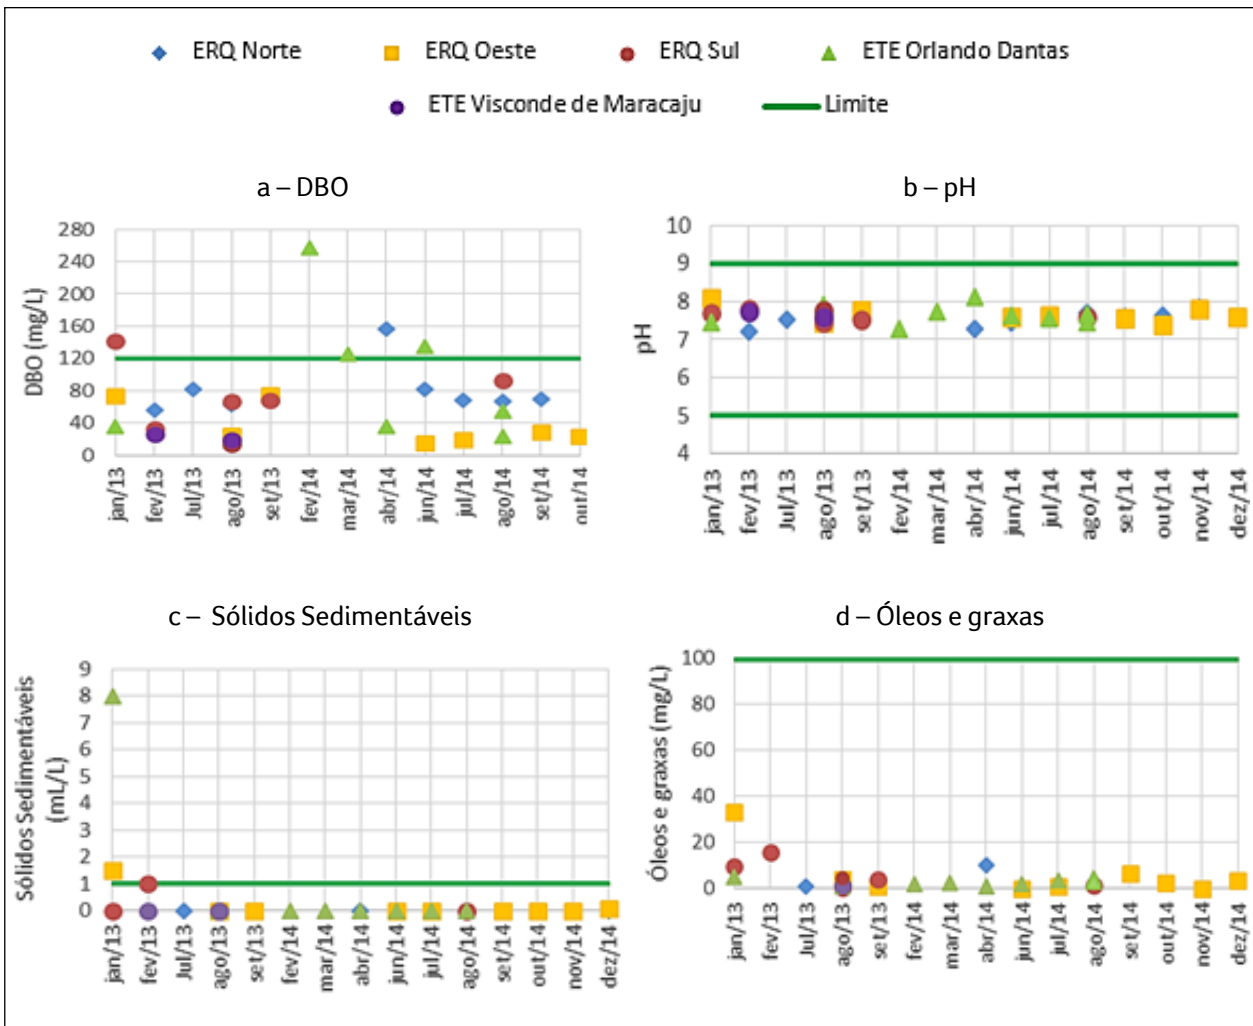 ERQ Norte ERQ Oeste ERQ Sul ETE Orlando Dantas
ETE Visconde de Maracaju Limite
a – DBO
280
240
200
160
120
80
40
0
DBO (mg/L)
jan/13 fev/13 Jul/13 ago/13 set/13 fev/14 mar/14 abr/14 jun/14 jul/14 ago/14 set/14 out/14
b – pH
10
9
8
7
6
5
4
pH
jan/13 fev/13 Jul/13 ago/13 set/13 fev/14 mar/14 abr/14 jun/14 jul/14 ago/14 set/14 out/14 nov/14 dez/14
c – Sólidos Sedimentáveis
9
8
7
6
5
4
3
2
1
0
Sólidos Sedimentáveis
(mL/L)
jan/13 fev/13 Jul/13 ago/13 set/13 fev/14 mar/14 abr/14 jun/14 jul/14 ago/14 set/14 out/14 nov/14 dez/14
d – Óleos e graxas
100
80
60
40
20
0
Óleos e graxas (mg/L)
jan/13 fev/13 Jul/13 ago/13 set/13 fev/14 mar/14 abr/14 jun/14 jul/14 ago/14 set/14 out/14 nov/14 dez/14